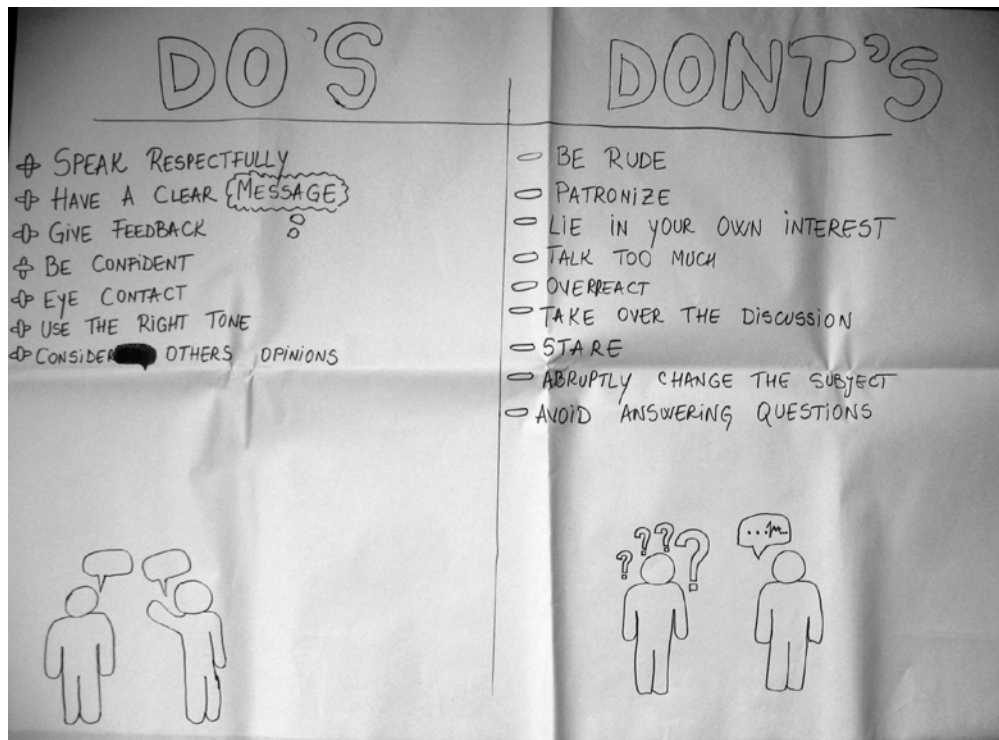 DO'S
SPEAK RESPECTFULLY
HAVE A CLEAR MESSAGE
GIVE FEEDBACK
BE CONFIDENT
EYE CONTACT
USE THE RIGHT TONE
CONSIDER OTHERS OPINIONS
DONT'S
BE RUDE
PATRONIZE
LIE IN YOUR OWN INTEREST
TALK TOO MUCH
OVERREACT
TAKE OVER THE DISCUSSION
STARE
ABRUPTLY CHANGE THE SUBJECT
AVOID ANSWERING QUESTIONS
? ? ? ?